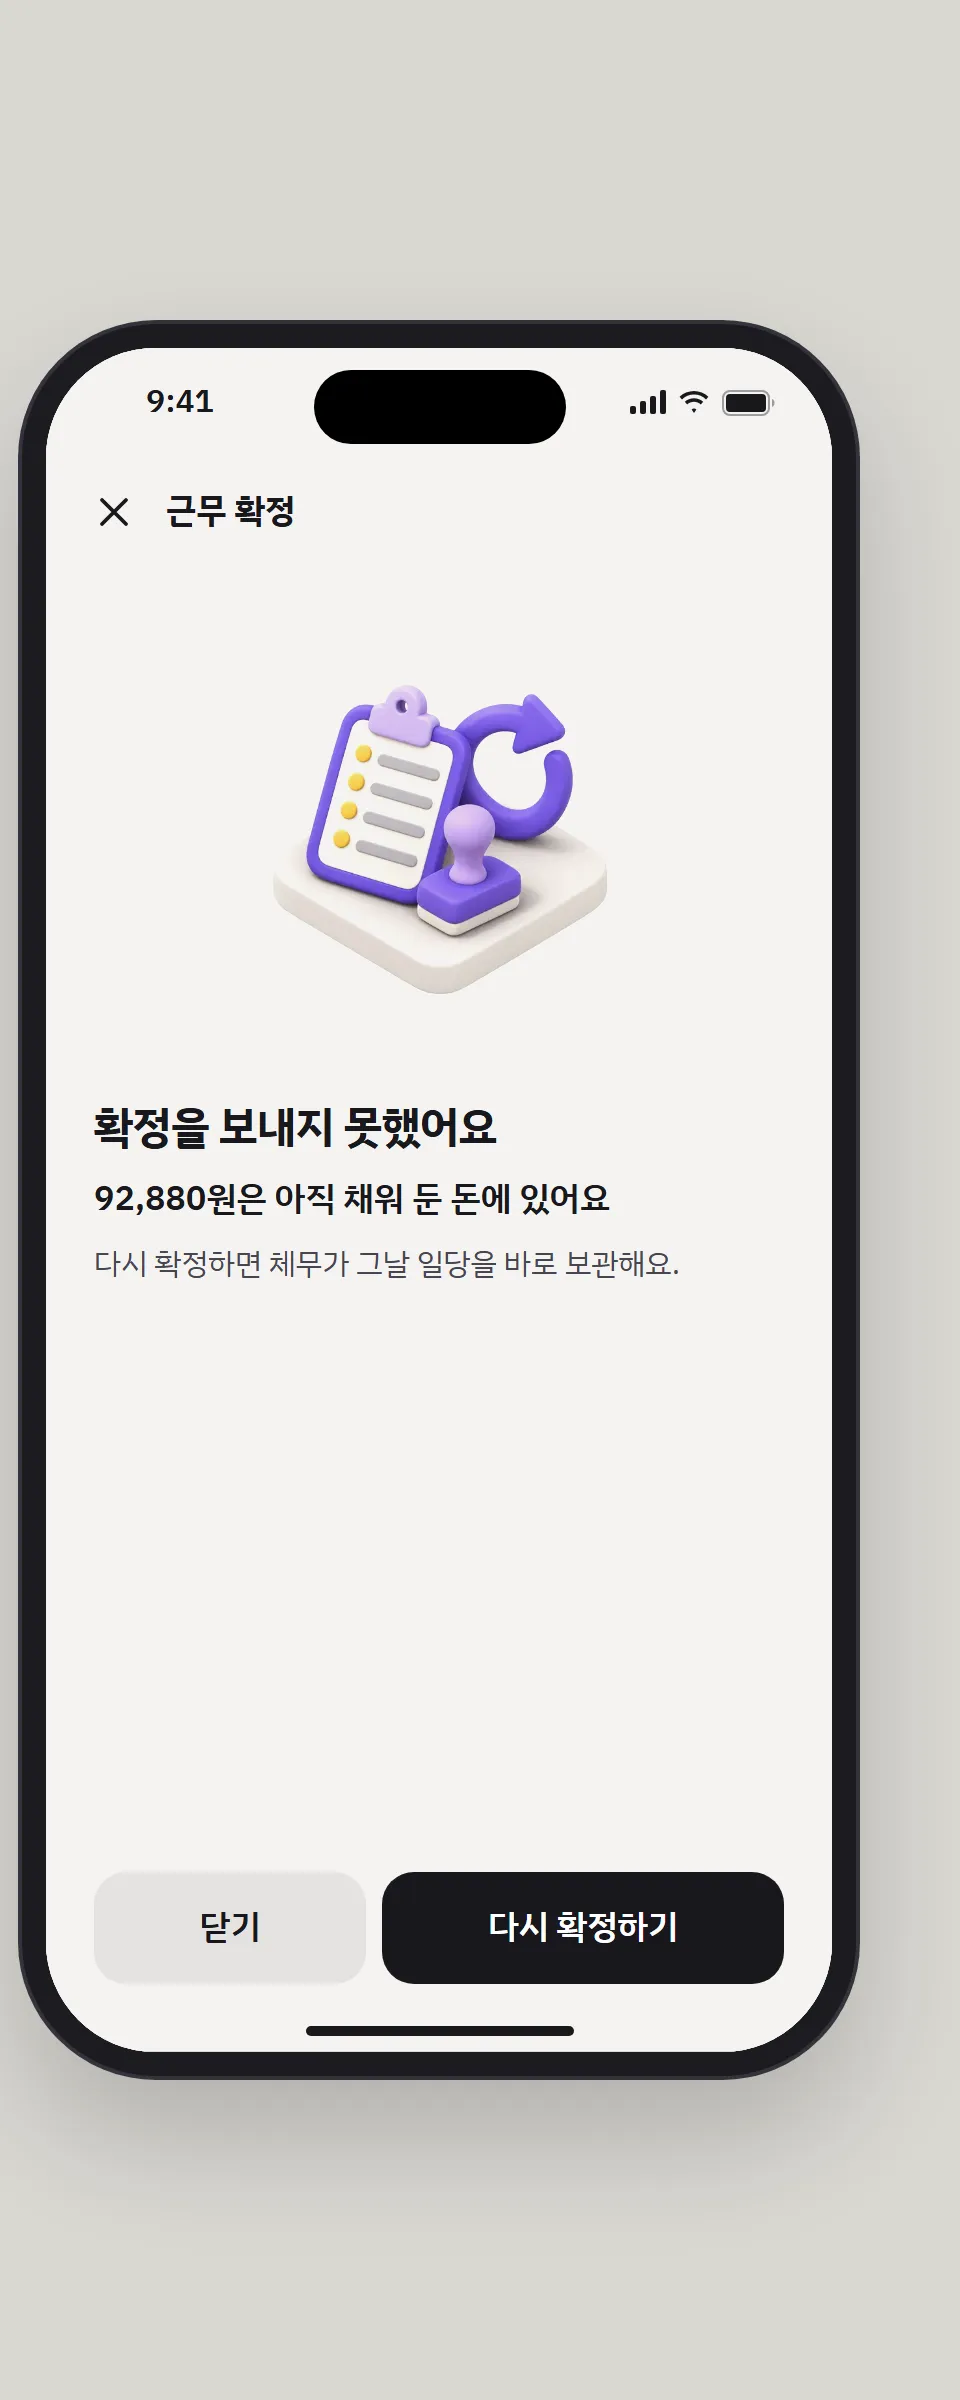 9:41
근무 확정
확정을 보내지 못했어요
92,880원은 아직 채워 둔 돈에 있어요
다시 확정하면 체무가 그날 일당을 바로 보관해요.
닫기
다시 확정하기